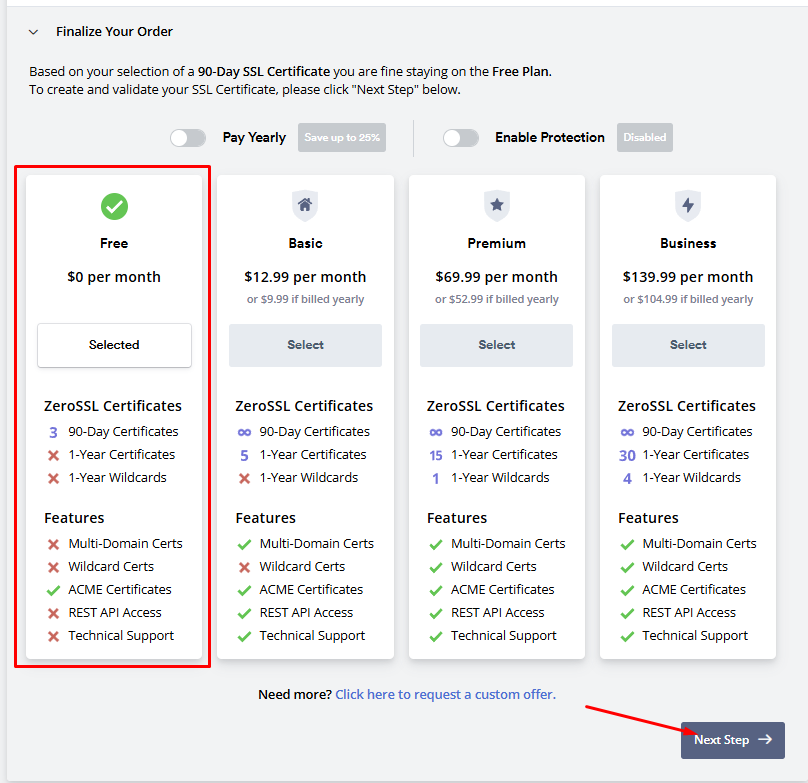 Finalize Your Order
Based on your selection of a 90-Day SSL Certificate you are fine staying on the Free Plan.
To create and validate your SSL Certificate, please click "Next Step" below.
Pay Yearly Save up to 25% Enable Protection Disabled
Free
$0 per month
Selected
ZeroSSL Certificates
3 90-Day Certificates
1-Year Certificates
1-Year Wildcards
Features
Multi-Domain Certs
Wildcard Certs
ACME Certificates
REST API Access
Technical Support
Basic
$12.99 per month
or $9.99 if billed yearly
Select
ZeroSSL Certificates
∞ 90-Day Certificates
5 1-Year Certificates
1-Year Wildcards
Features
Multi-Domain Certs
Wildcard Certs
ACME Certificates
REST API Access
Technical Support
Premium
$69.99 per month
or $52.99 if billed yearly
Select
ZeroSSL Certificates
∞ 90-Day Certificates
15 1-Year Certificates
1 1-Year Wildcards
Features
Multi-Domain Certs
Wildcard Certs
ACME Certificates
REST API Access
Technical Support
Business
$139.99 per month
or $104.99 if billed yearly
Select
ZeroSSL Certificates
∞ 90-Day Certificates
30 1-Year Certificates
4 1-Year Wildcards
Features
Multi-Domain Certs
Wildcard Certs
ACME Certificates
REST API Access
Technical Support
Need more? Click here to request a custom offer.
Next Step →